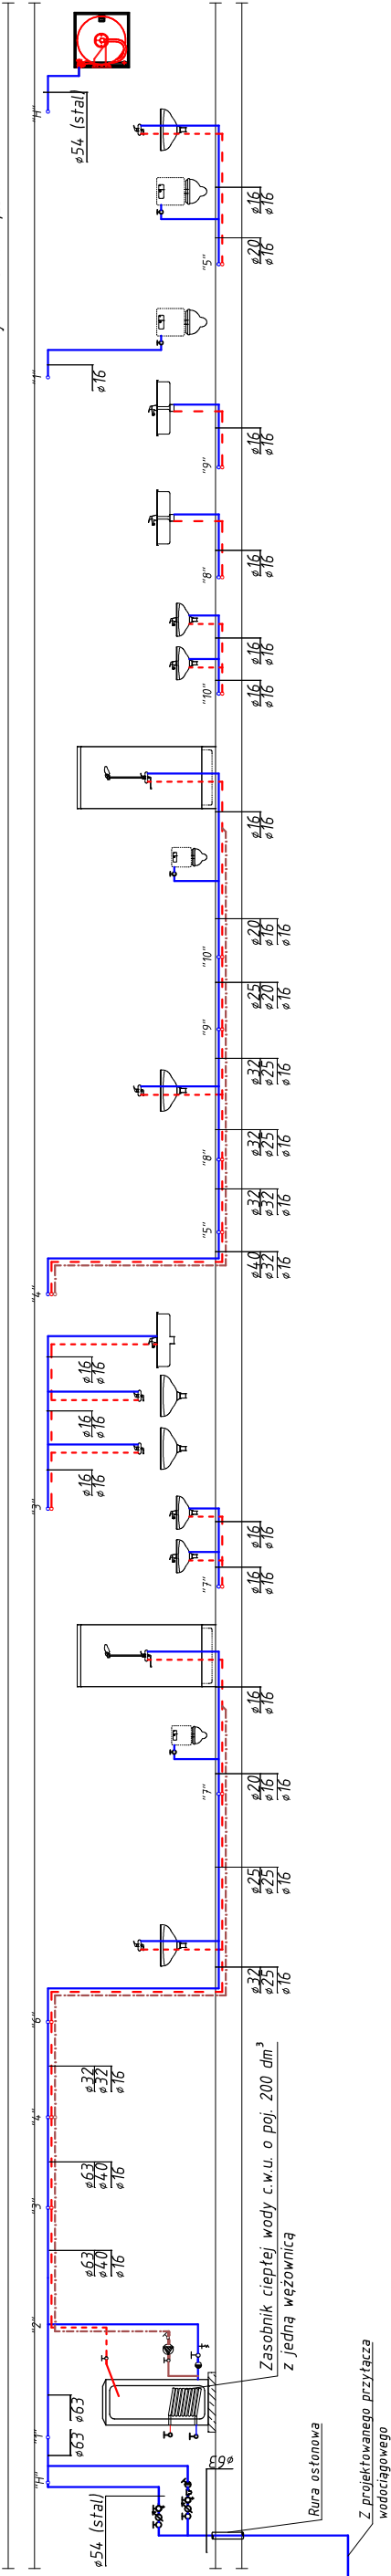 "H"
ø54 (stal)
ø16
ø16
ø20
ø16
"5"
"1"
ø16
ø16
ø16
"9"
ø16
ø16
"8"
ø16
ø16
ø16
ø16
"10"
ø16
ø16
ø20
ø16
ø16
"10"
ø25
ø20
ø16
"9"
ø32
ø25
ø16
ø32
ø25
ø16
"8"
ø32
ø32
ø16
"5"
ø40
ø32
ø16
"4"
ø16
ø16
ø16
ø16
ø16
ø16
"3"
ø16
ø16
ø16
ø16
"7"
ø16
ø16
ø20
ø16
ø16
"7"
ø25
ø25
ø16
ø32
ø25
ø16
"6"
ø32
ø32
ø16
"4"
ø63
ø40
ø16
"3"
ø63
ø40
ø16
"2"
Zasobnik ciepłej wody c.w.u. o poj. 200 dm³
z jedną wężownicą
ø63
"1"
ø63
"H"
ø54 (stal)
ø63
Rura osłonowa
Z projektowanego przyłącza
wodociągowego